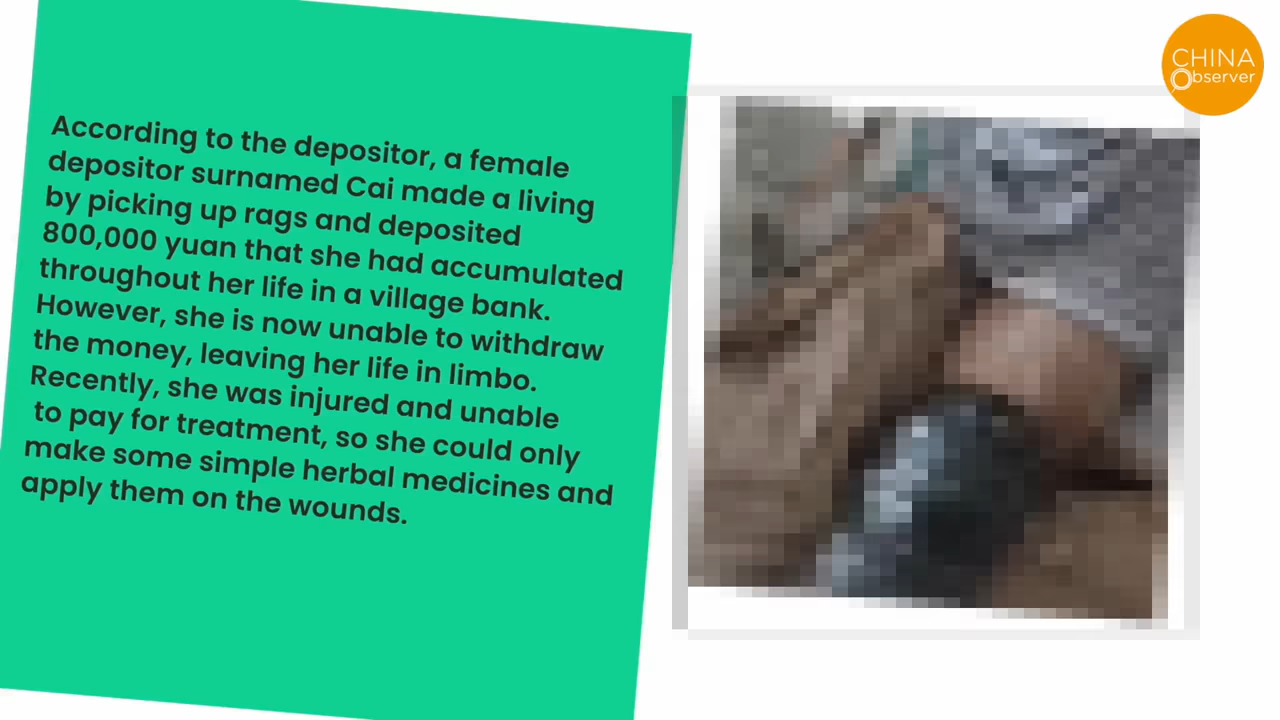 According to the depositor, a female
depositor surnamed Cai made a living
by picking up rags and deposited
800,000 yuan that she had accumulated
throughout her life in a village bank.
However, she is now unable to withdraw
the money, leaving her life in limbo.
Recently, she was injured and unable
to pay for treatment, so she could only
make some simple herbal medicines and
apply them on the wounds.
CHINA
Observer